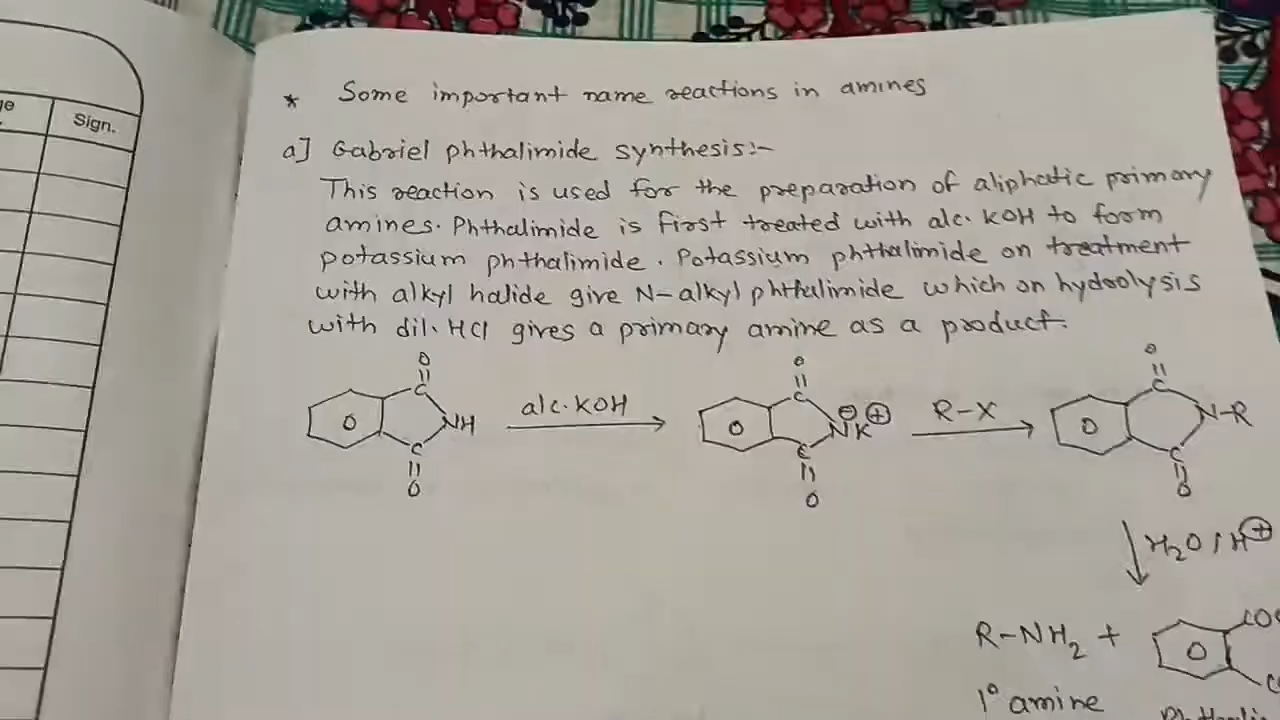 Sign.
* Some important name reactions in amines
a] Gabriel phthalimide synthesis:-
This reaction is used for the preparation of aliphatic primary
amines. Phthalimide is first treated with alc. KOH to form
potassium phthalimide. Potassium phthalimide on treatment
with alkyl halide give N-alkyl phthalimide which on hydrolysis
with dil. HCl gives a primary amine as a product.
O O O
C C C
NH alc.KOH N⊖K⊕ R-X N-R
C C C
O O O
H₂O / H⊕
R-NH₂ +
1° amine